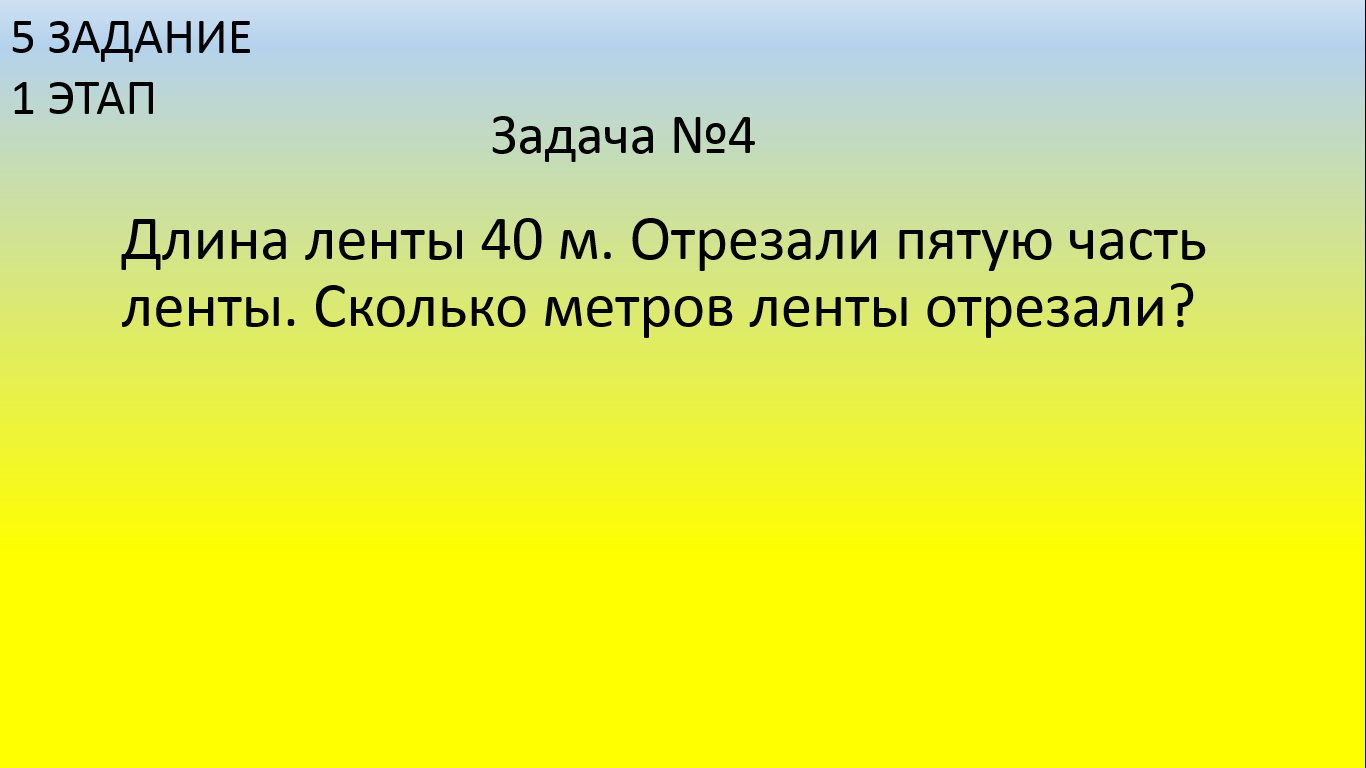 5 ЗАДАНИЕ
1 ЭТАП
Задача №4
Длина ленты 40 м. Отрезали пятую часть
ленты. Сколько метров ленты отрезали?